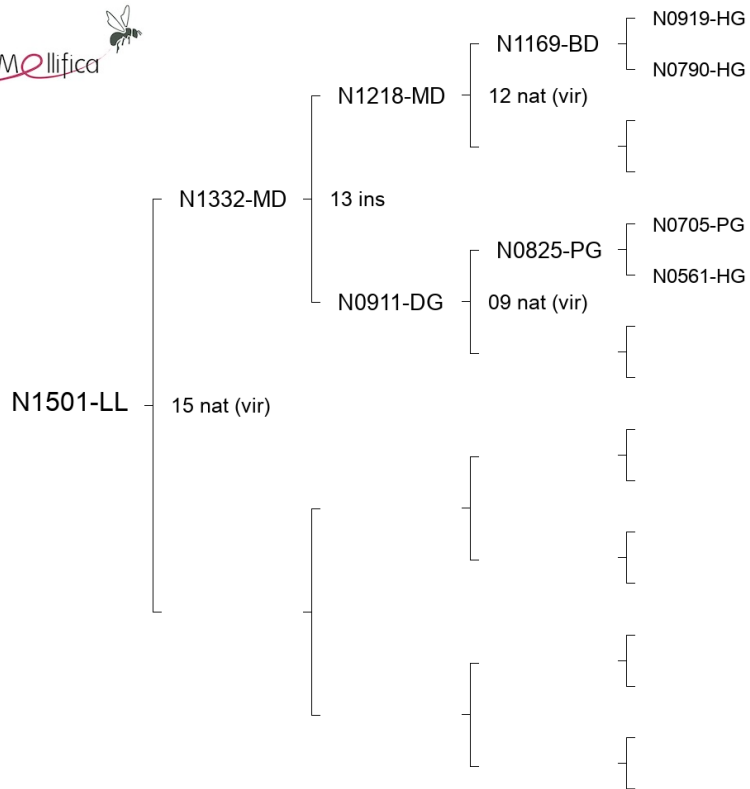 Mellifica
N0919-HG
N1169-BD
N0790-HG
N1218-MD
12 nat (vir)
N1332-MD
13 ins
N0705-PG
N0825-PG
N0561-HG
N0911-DG
09 nat (vir)
N1501-LL
15 nat (vir)